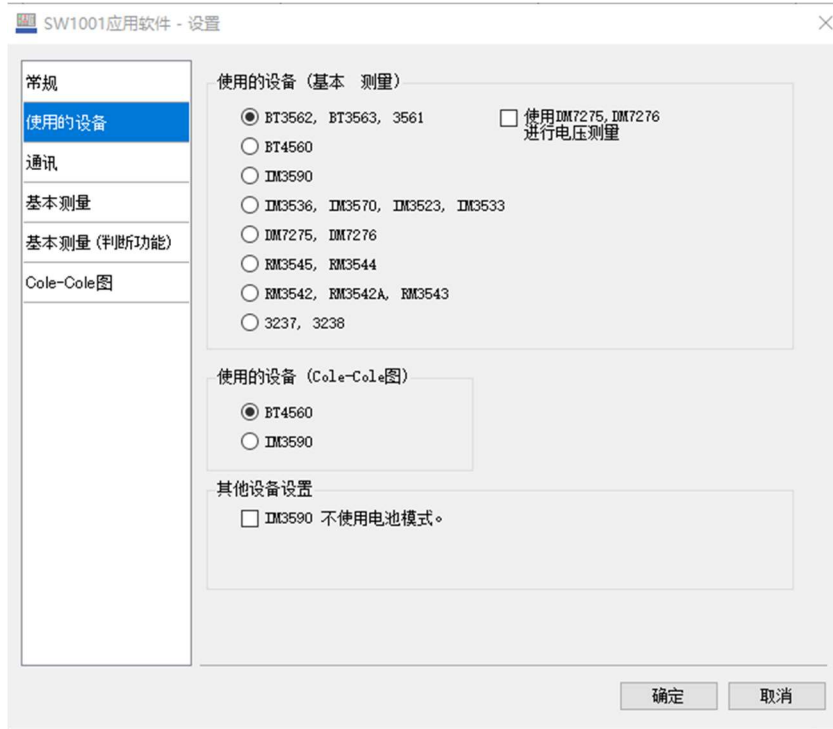 SW1001应用软件 - 设置
常规
使用的设备
通讯
基本测量
基本测量 (判断功能)
Cole-Cole图
使用的设备 (基本 测量)
BT3562, BT3563, 3561
使用DM7275,DM7276
进行电压测量
BT4560
IM3590
IM3536, IM3570, IM3523, IM3533
DM7275, DM7276
RM3545, RM3544
RM3542, RM3542A, RM3543
3237, 3238
使用的设备 (Cole-Cole图)
BT4560
IM3590
其他设备设置
IM3590 不使用电池模式。
确定
取消